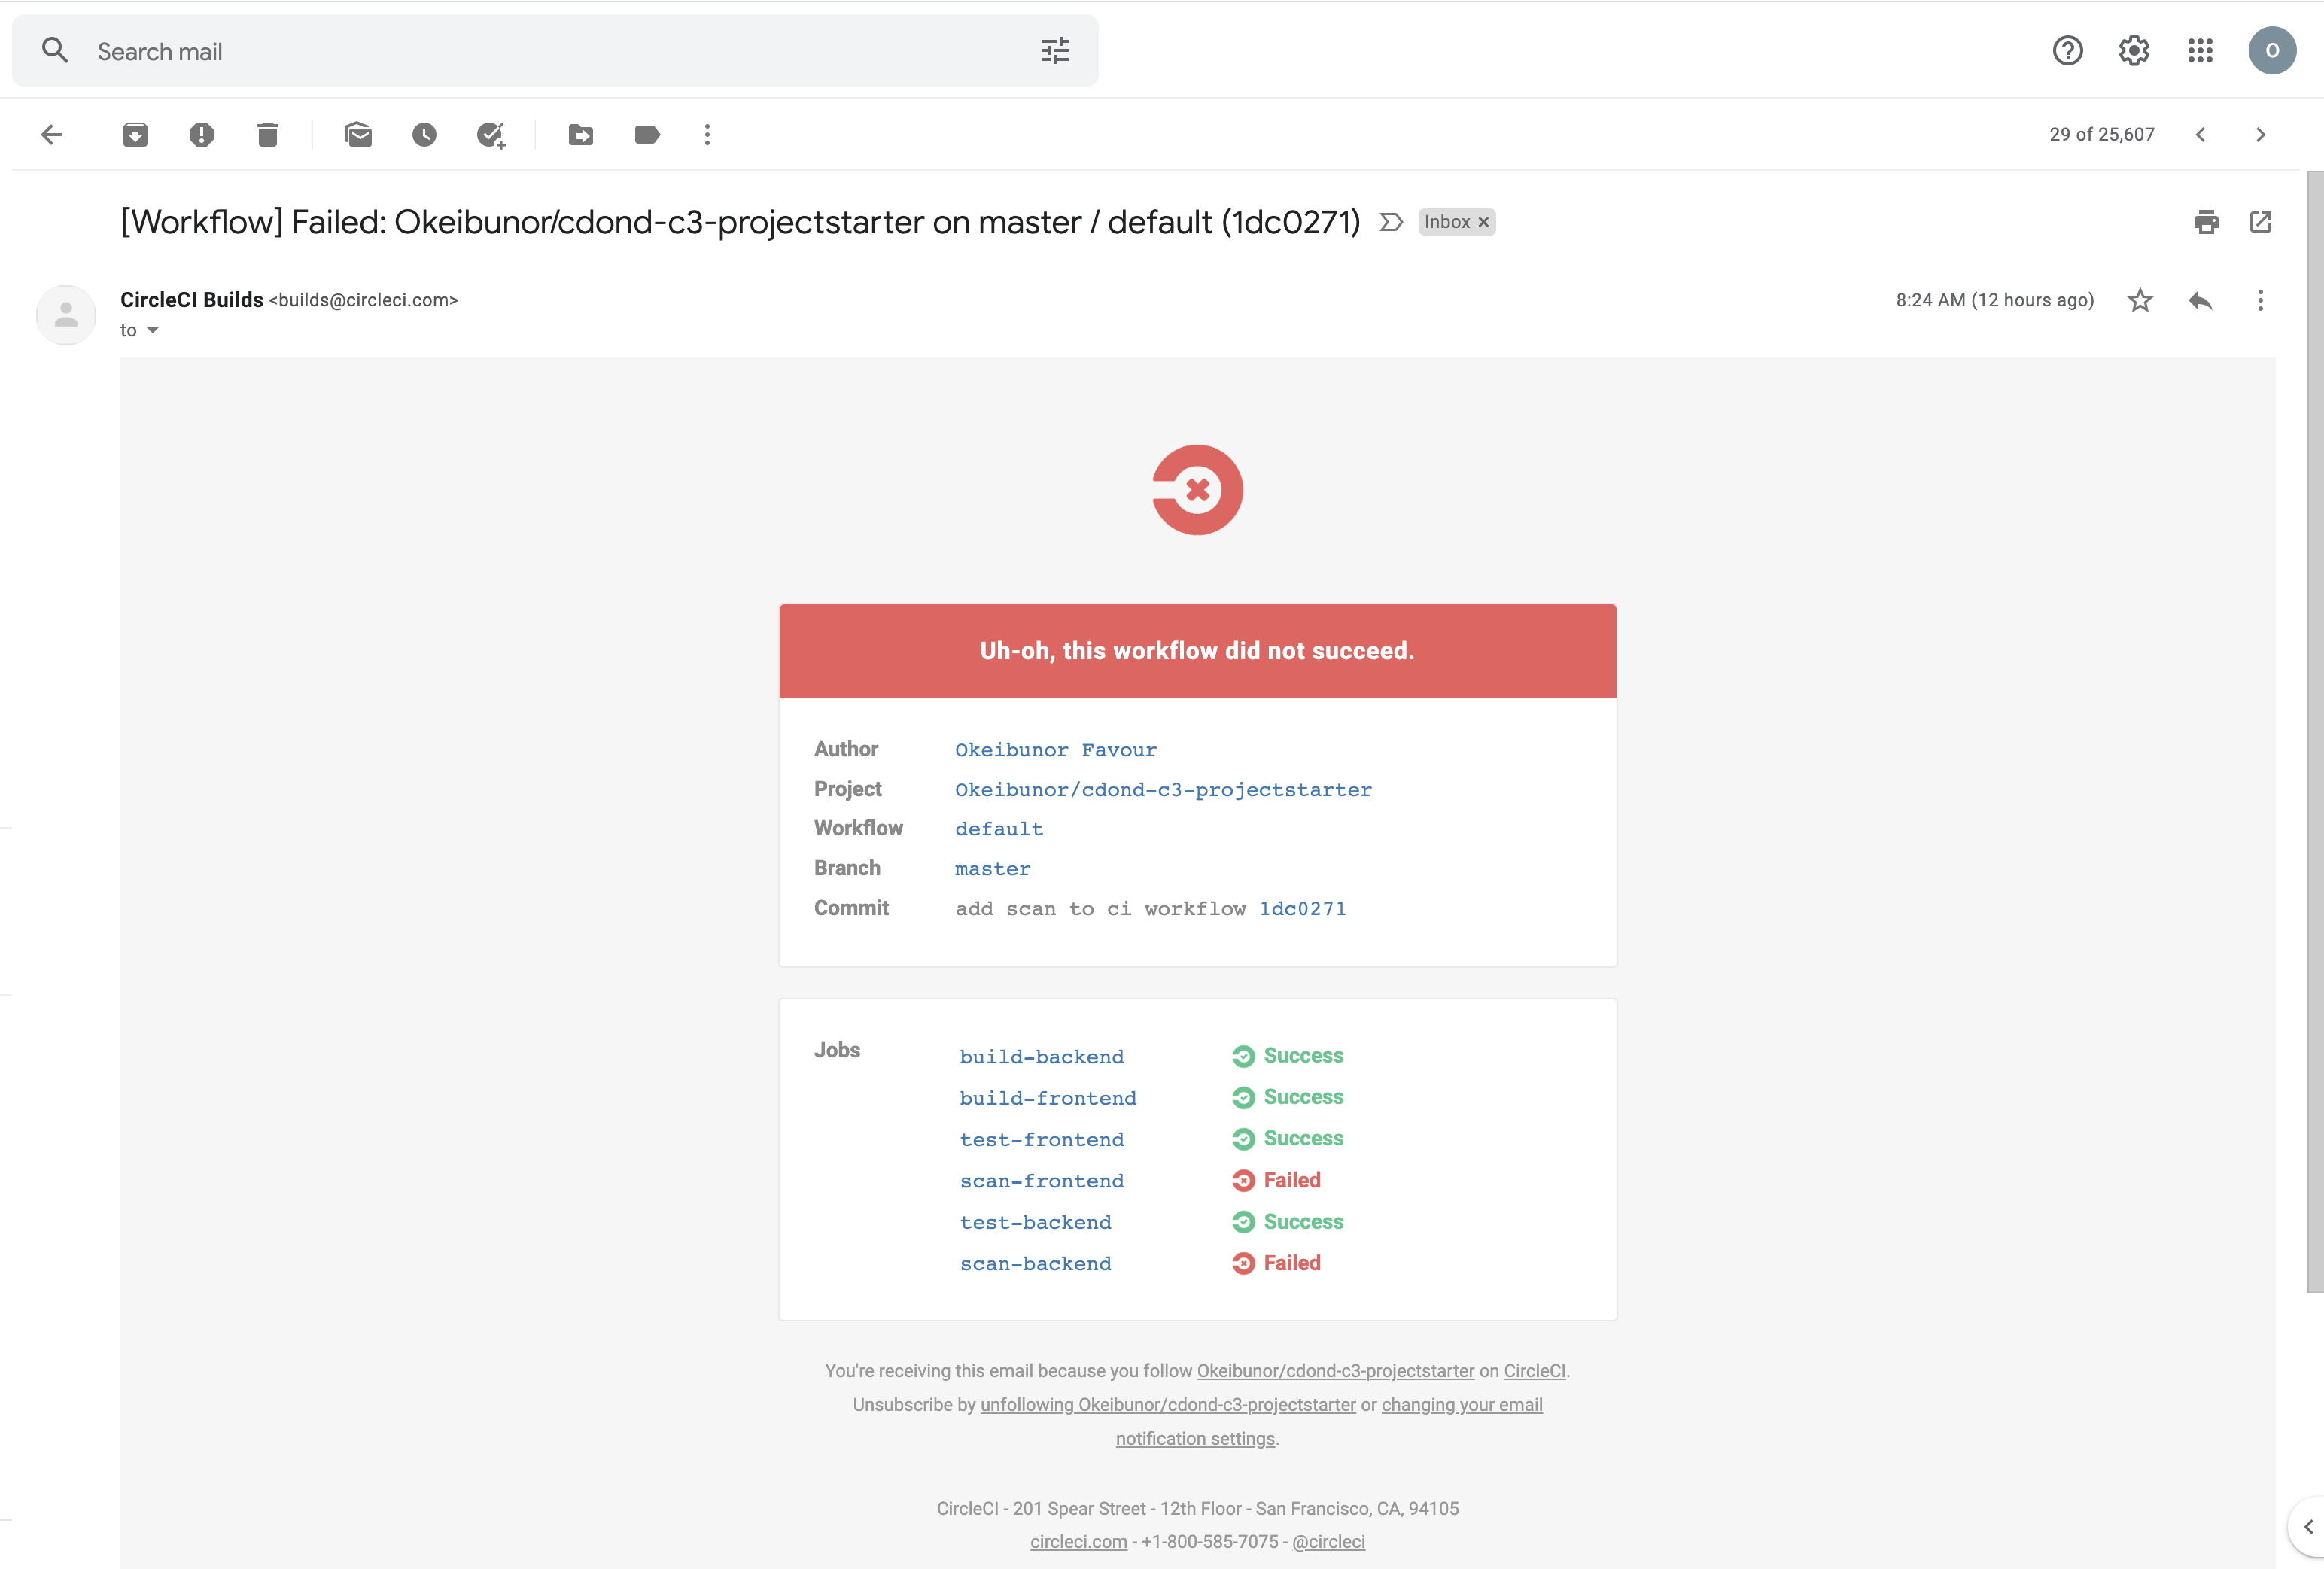 Search mail
O
29 of 25,607
[Workflow] Failed: Okeibunor/cdond-c3-projectstarter on master / default (1dc0271)
Inbox ×
CircleCI Builds <builds@circleci.com>
8:24 AM (12 hours ago)
to
Uh-oh, this workflow did not succeed.
Author Okeibunor Favour
Project Okeibunor/cdond-c3-projectstarter
Workflow default
Branch master
Commit add scan to ci workflow 1dc0271
Jobs
build-backend Success
build-frontend Success
test-frontend Success
scan-frontend Failed
test-backend Success
scan-backend Failed
You're receiving this email because you follow Okeibunor/cdond-c3-projectstarter on CircleCI.
Unsubscribe by unfollowing Okeibunor/cdond-c3-projectstarter or changing your email
notification settings.
CircleCI - 201 Spear Street - 12th Floor - San Francisco, CA, 94105
circleci.com - +1-800-585-7075 - @circleci